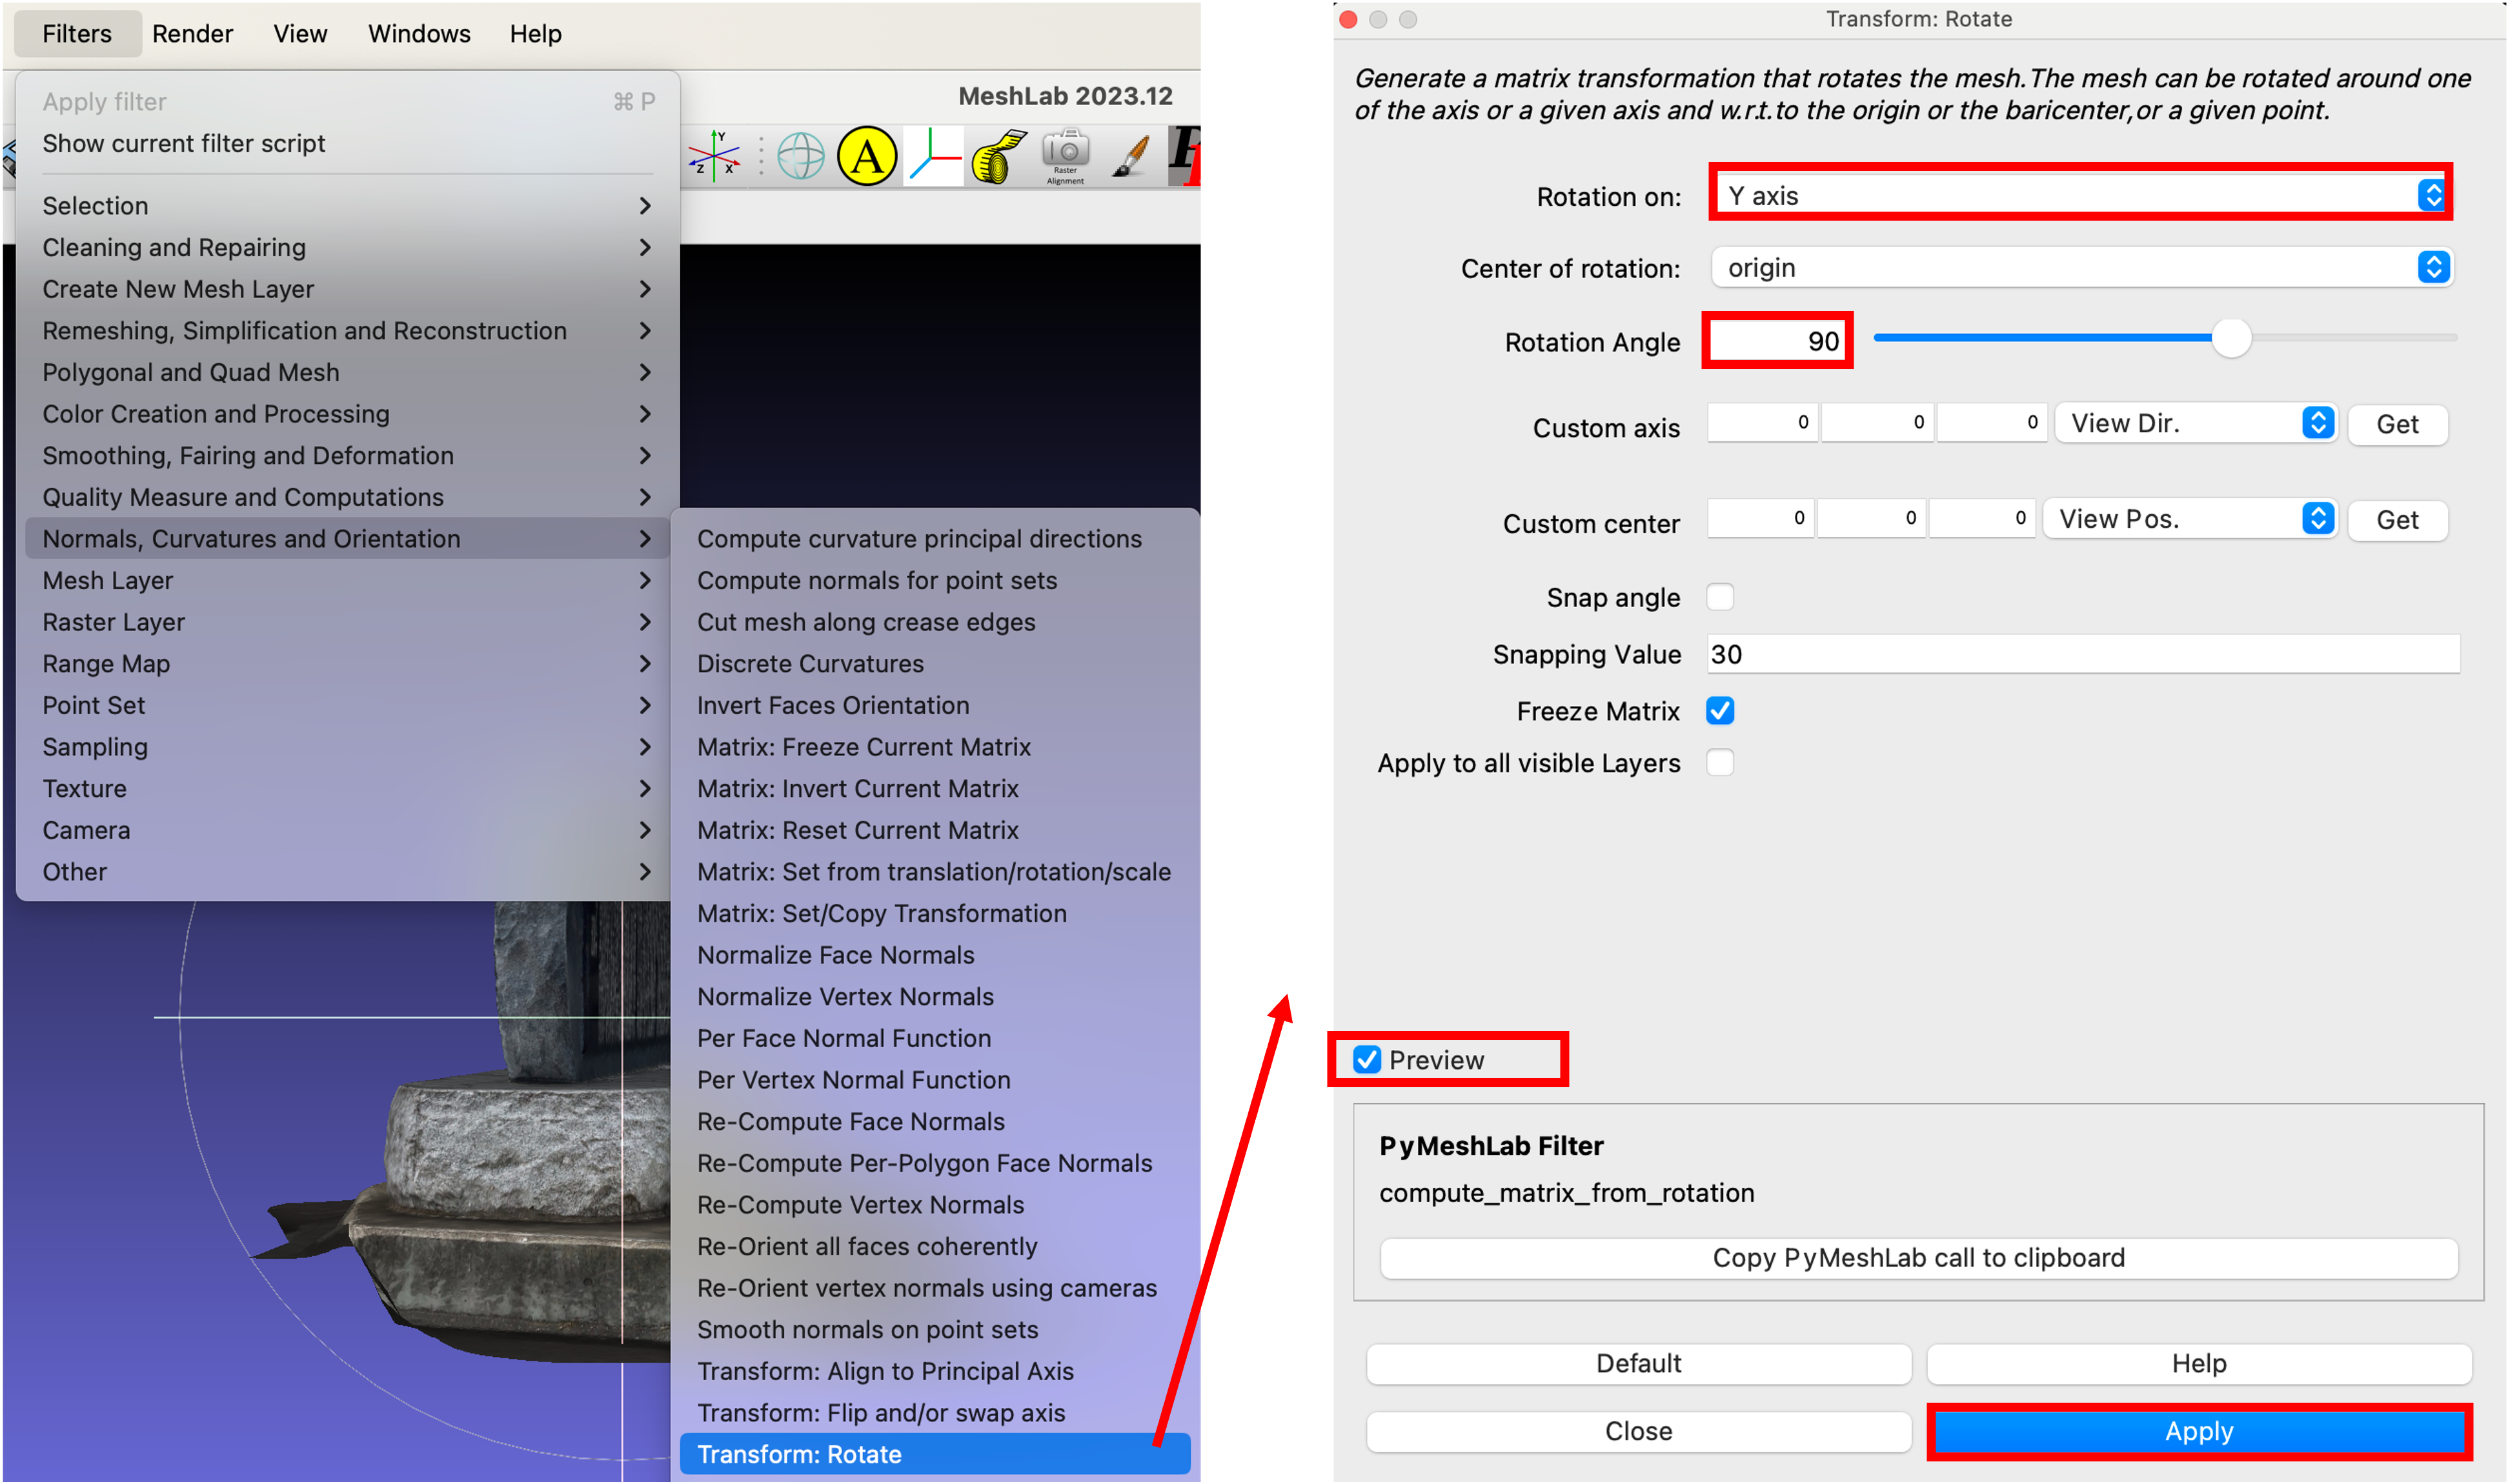 Filters Render View Windows Help
Apply filter ⌘ P
Show current filter script
Selection
Cleaning and Repairing
Create New Mesh Layer
Remeshing, Simplification and Reconstruction
Polygonal and Quad Mesh
Color Creation and Processing
Smoothing, Fairing and Deformation
Quality Measure and Computations
Normals, Curvatures and Orientation
Mesh Layer
Raster Layer
Range Map
Point Set
Sampling
Texture
Camera
Other
MeshLab 2023.12
Y
Z X
A
Raster
Alignment
Compute curvature principal directions
Compute normals for point sets
Cut mesh along crease edges
Discrete Curvatures
Invert Faces Orientation
Matrix: Freeze Current Matrix
Matrix: Invert Current Matrix
Matrix: Reset Current Matrix
Matrix: Set from translation/rotation/scale
Matrix: Set/Copy Transformation
Normalize Face Normals
Normalize Vertex Normals
Per Face Normal Function
Per Vertex Normal Function
Re-Compute Face Normals
Re-Compute Per-Polygon Face Normals
Re-Compute Vertex Normals
Re-Orient all faces coherently
Re-Orient vertex normals using cameras
Smooth normals on point sets
Transform: Align to Principal Axis
Transform: Flip and/or swap axis
Transform: Rotate
Transform: Rotate
Generate a matrix transformation that rotates the mesh.The mesh can be rotated around one
of the axis or a given axis and w.r.t.to the origin or the baricenter,or a given point.
Rotation on: Y axis
Center of rotation: origin
Rotation Angle 90
Custom axis 0 0 0 View Dir. Get
Custom center 0 0 0 View Pos. Get
Snap angle
Snapping Value 30
Freeze Matrix
Apply to all visible Layers
Preview
PyMeshLab Filter
compute_matrix_from_rotation
Copy PyMeshLab call to clipboard
Default Help
Close Apply